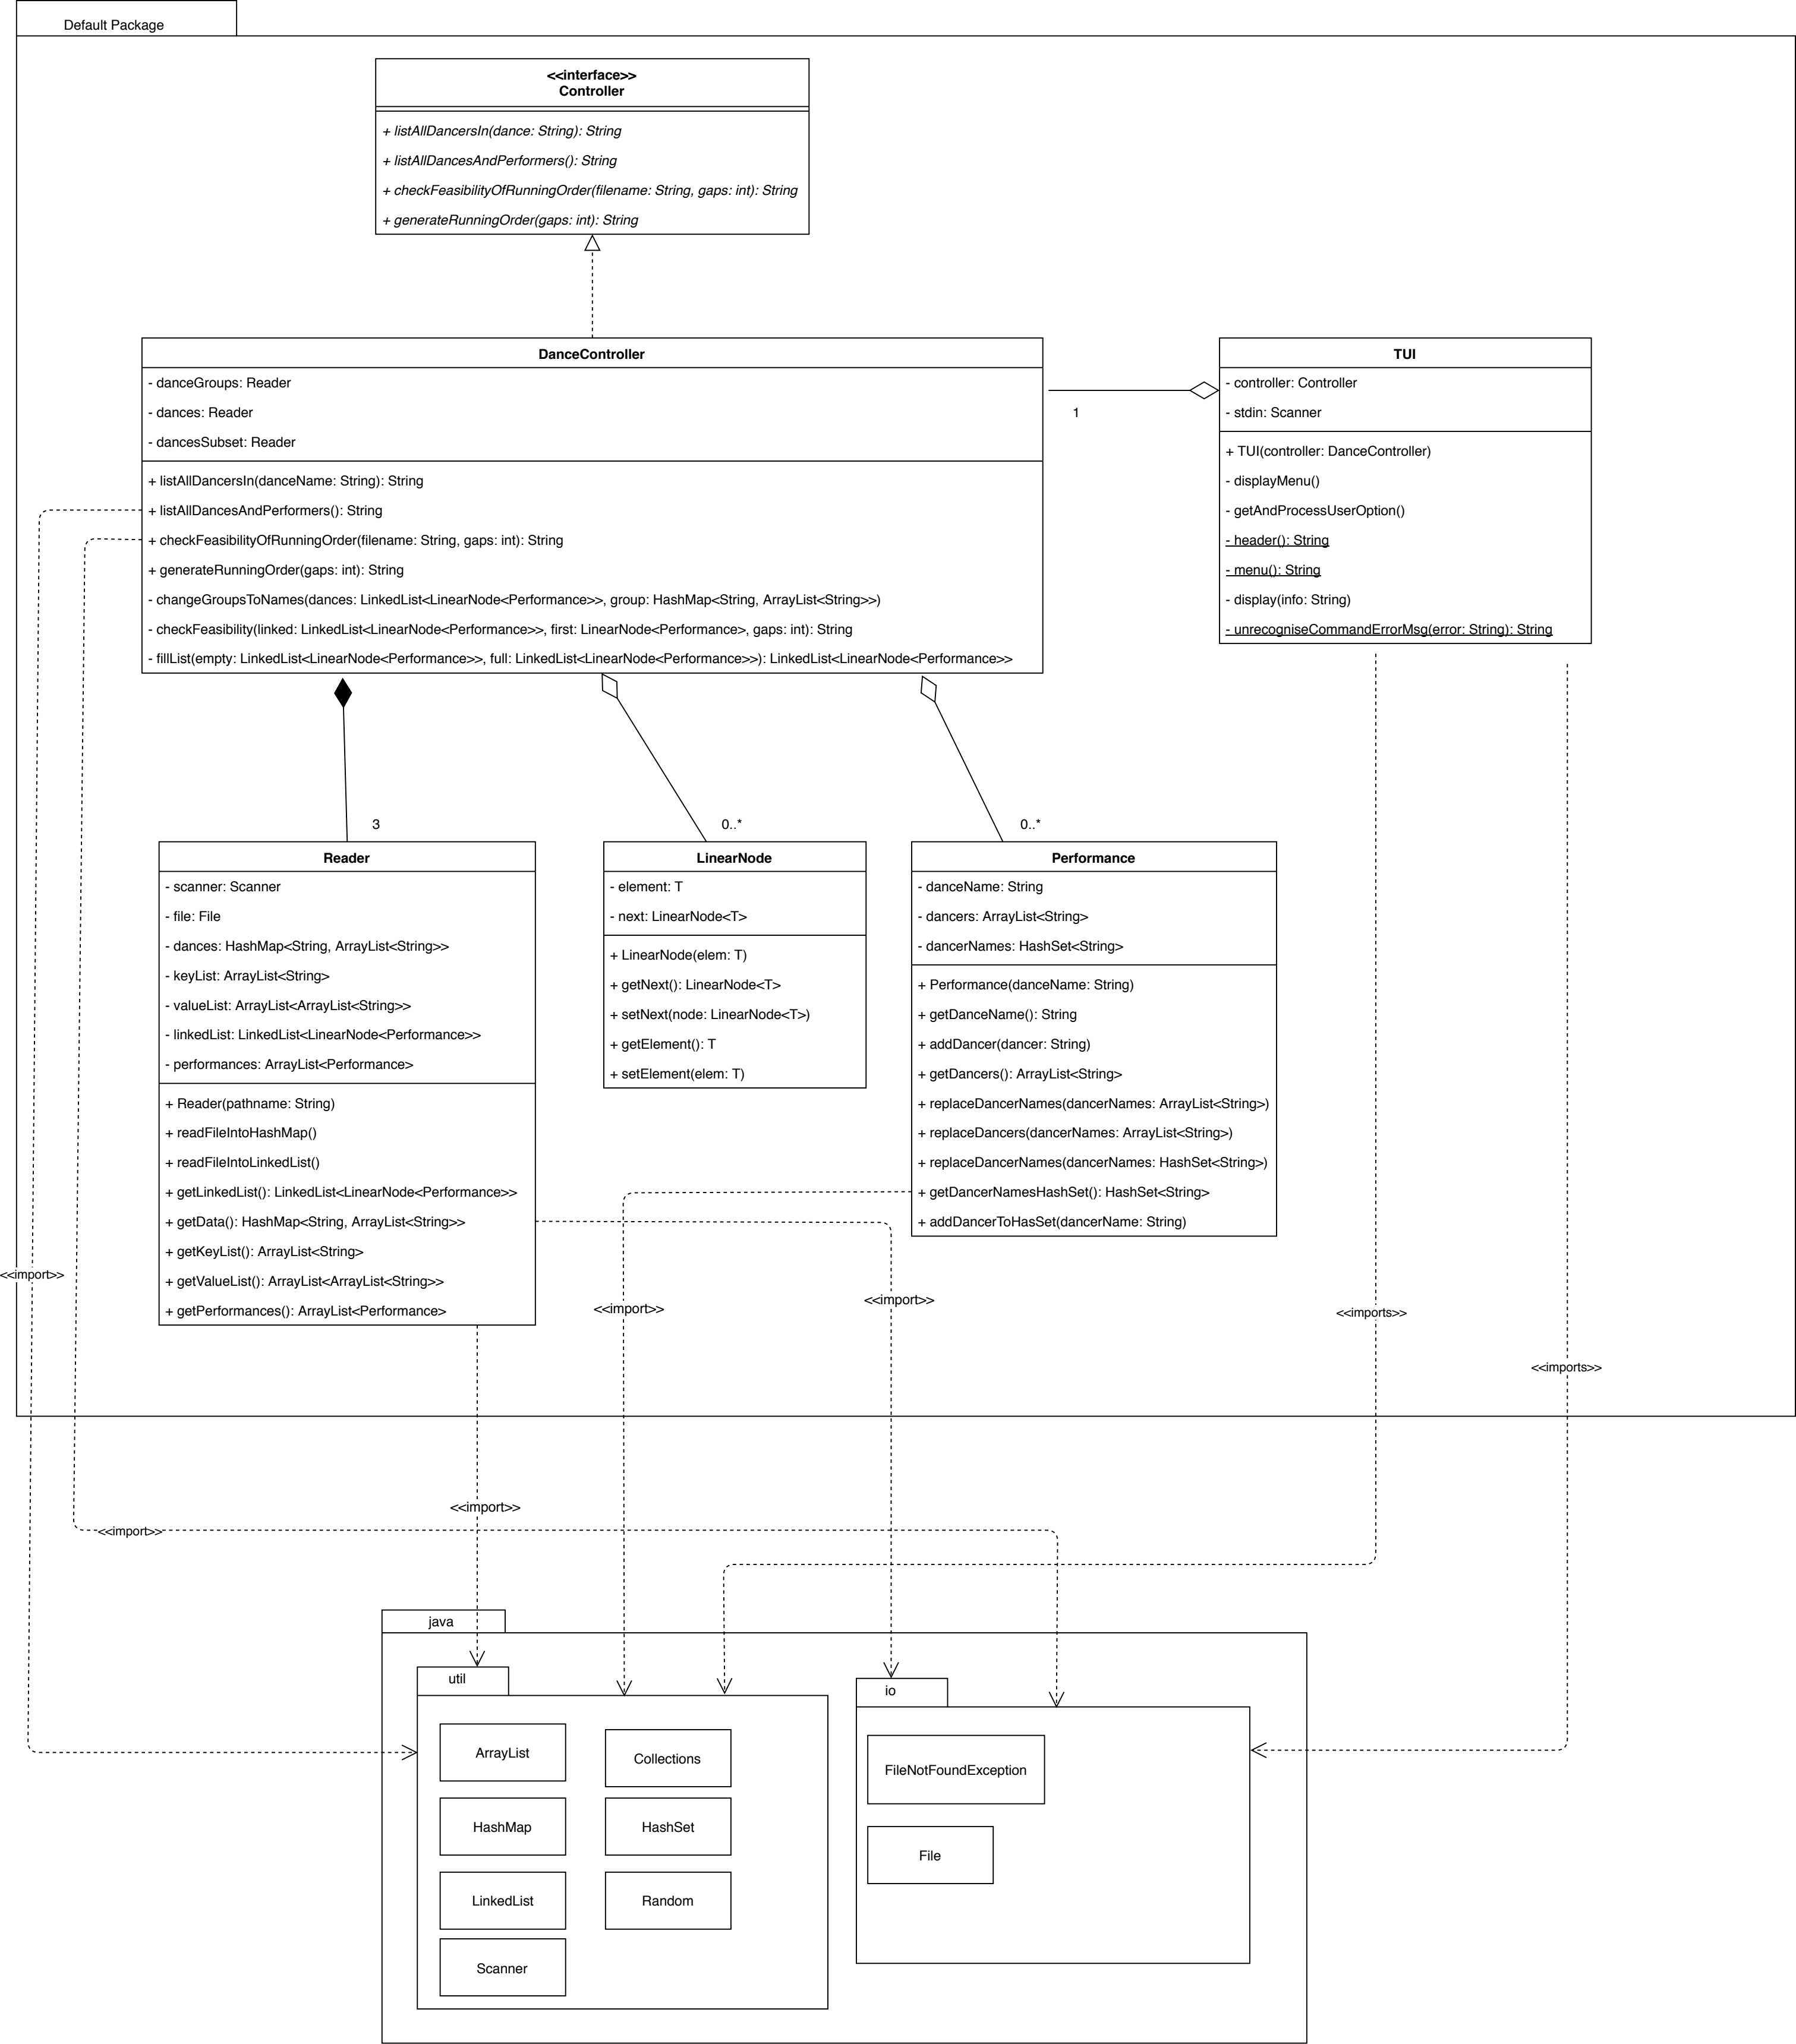 Default Package
<<interface>>
Controller
+ listAllDancersIn(dance: String): String
+ listAllDancesAndPerformers(): String
+ checkFeasibilityOfRunningOrder(filename: String, gaps: int): String
+ generateRunningOrder(gaps: int): String
DanceController
- danceGroups: Reader
- dances: Reader
- dancesSubset: Reader
+ listAllDancersIn(danceName: String): String
+ listAllDancesAndPerformers(): String
+ checkFeasibilityOfRunningOrder(filename: String, gaps: int): String
+ generateRunningOrder(gaps: int): String
- changeGroupsToNames(dances: LinkedList<LinearNode<Performance>>, group: HashMap<String, ArrayList<String>>)
- checkFeasibility(linked: LinkedList<LinearNode<Performance>>, first: LinearNode<Performance>, gaps: int): String
- fillList(empty: LinkedList<LinearNode<Performance>>, full: LinkedList<LinearNode<Performance>>): LinkedList<LinearNode<Performance>>
1
TUI
- controller: Controller
- stdin: Scanner
+ TUI(controller: DanceController)
- displayMenu()
- getAndProcessUserOption()
- header(): String
- menu(): String
- display(info: String)
- unrecogniseCommandErrorMsg(error: String): String
3
0..*
0..*
Reader
- scanner: Scanner
- file: File
- dances: HashMap<String, ArrayList<String>>
- keyList: ArrayList<String>
- valueList: ArrayList<ArrayList<String>>
- linkedList: LinkedList<LinearNode<Performance>>
- performances: ArrayList<Performance>
+ Reader(pathname: String)
+ readFileIntoHashMap()
+ readFileIntoLinkedList()
+ getLinkedList(): LinkedList<LinearNode<Performance>>
+ getData(): HashMap<String, ArrayList<String>>
+ getKeyList(): ArrayList<String>
+ getValueList(): ArrayList<ArrayList<String>>
+ getPerformances(): ArrayList<Performance>
LinearNode
- element: T
- next: LinearNode<T>
+ LinearNode(elem: T)
+ getNext(): LinearNode<T>
+ setNext(node: LinearNode<T>)
+ getElement(): T
+ setElement(elem: T)
Performance
- danceName: String
- dancers: ArrayList<String>
- dancerNames: HashSet<String>
+ Performance(danceName: String)
+ getDanceName(): String
+ addDancer(dancer: String)
+ getDancers(): ArrayList<String>
+ replaceDancerNames(dancerNames: ArrayList<String>)
+ replaceDancers(dancerNames: ArrayList<String>)
+ replaceDancerNames(dancerNames: HashSet<String>)
+ getDancerNamesHashSet(): HashSet<String>
+ addDancerToHasSet(dancerName: String)
<<import>>
<<import>>
<<import>>
<<imports>>
<<imports>>
<<import>>
<<import>>
java
util
ArrayList
Collections
HashMap
HashSet
LinkedList
Random
Scanner
io
FileNotFoundException
File